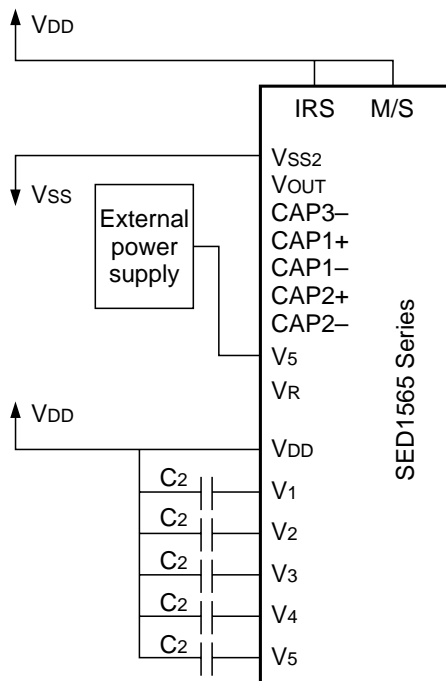 VDD
IRS M/S
VSS2
VSS
VOUT
External
power
supply
CAP3–
CAP1+
CAP1–
CAP2+
CAP2–
V5
VR
SED1565 Series
VDD
VDD
C2
V1
C2
V2
C2
V3
C2
V4
C2
V5